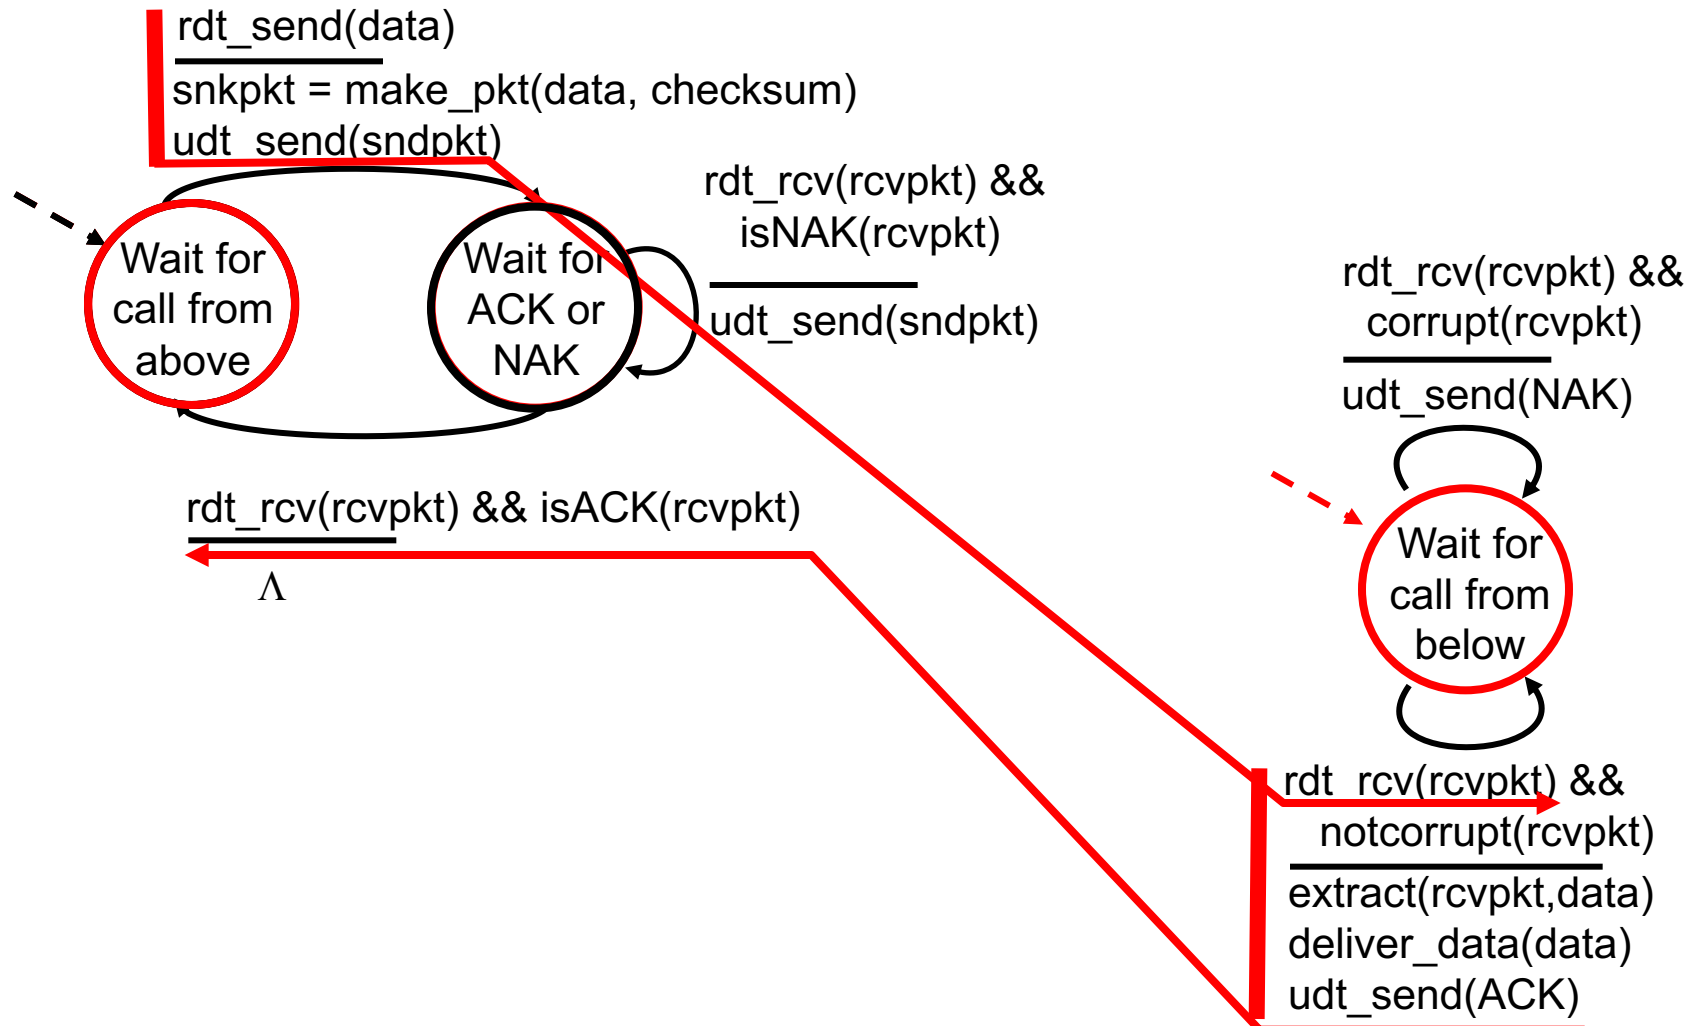 rdt_send(data)
snkpkt = make_pkt(data, checksum)
udt_send(sndpkt)
Wait for
call from
above
Wait for
ACK or
NAK
rdt_rcv(rcvpkt) &&
isNAK(rcvpkt)
udt_send(sndpkt)
rdt_rcv(rcvpkt) && isACK(rcvpkt)
Λ
rdt_rcv(rcvpkt) &&
corrupt(rcvpkt)
udt_send(NAK)
Wait for
call from
below
rdt_rcv(rcvpkt) &&
notcorrupt(rcvpkt)
extract(rcvpkt,data)
deliver_data(data)
udt_send(ACK)